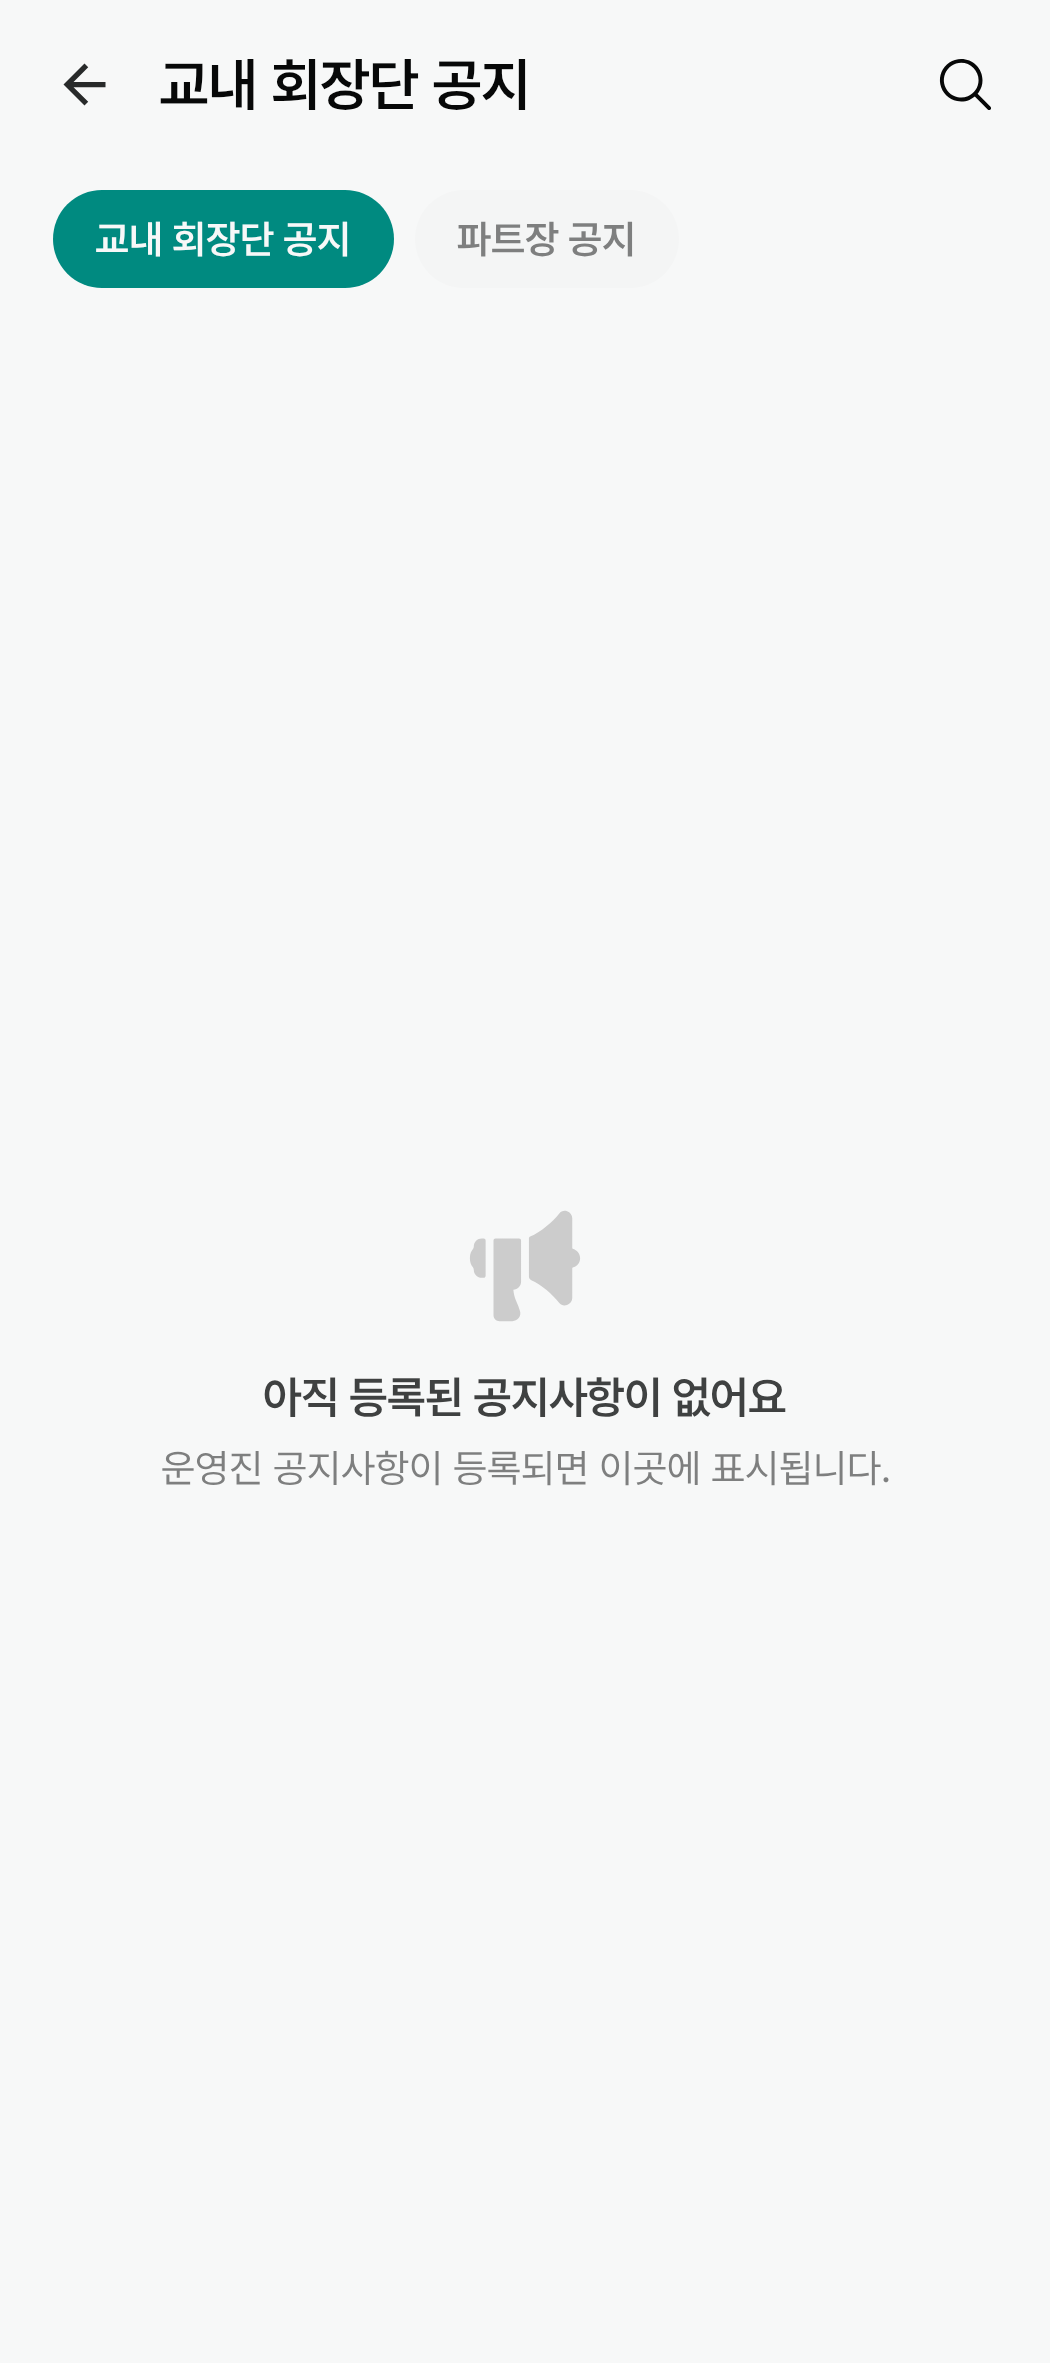 교내 회장단 공지
교내 회장단 공지
파트장 공지
아직 등록된 공지사항이 없어요
운영진 공지사항이 등록되면 이곳에 표시됩니다.